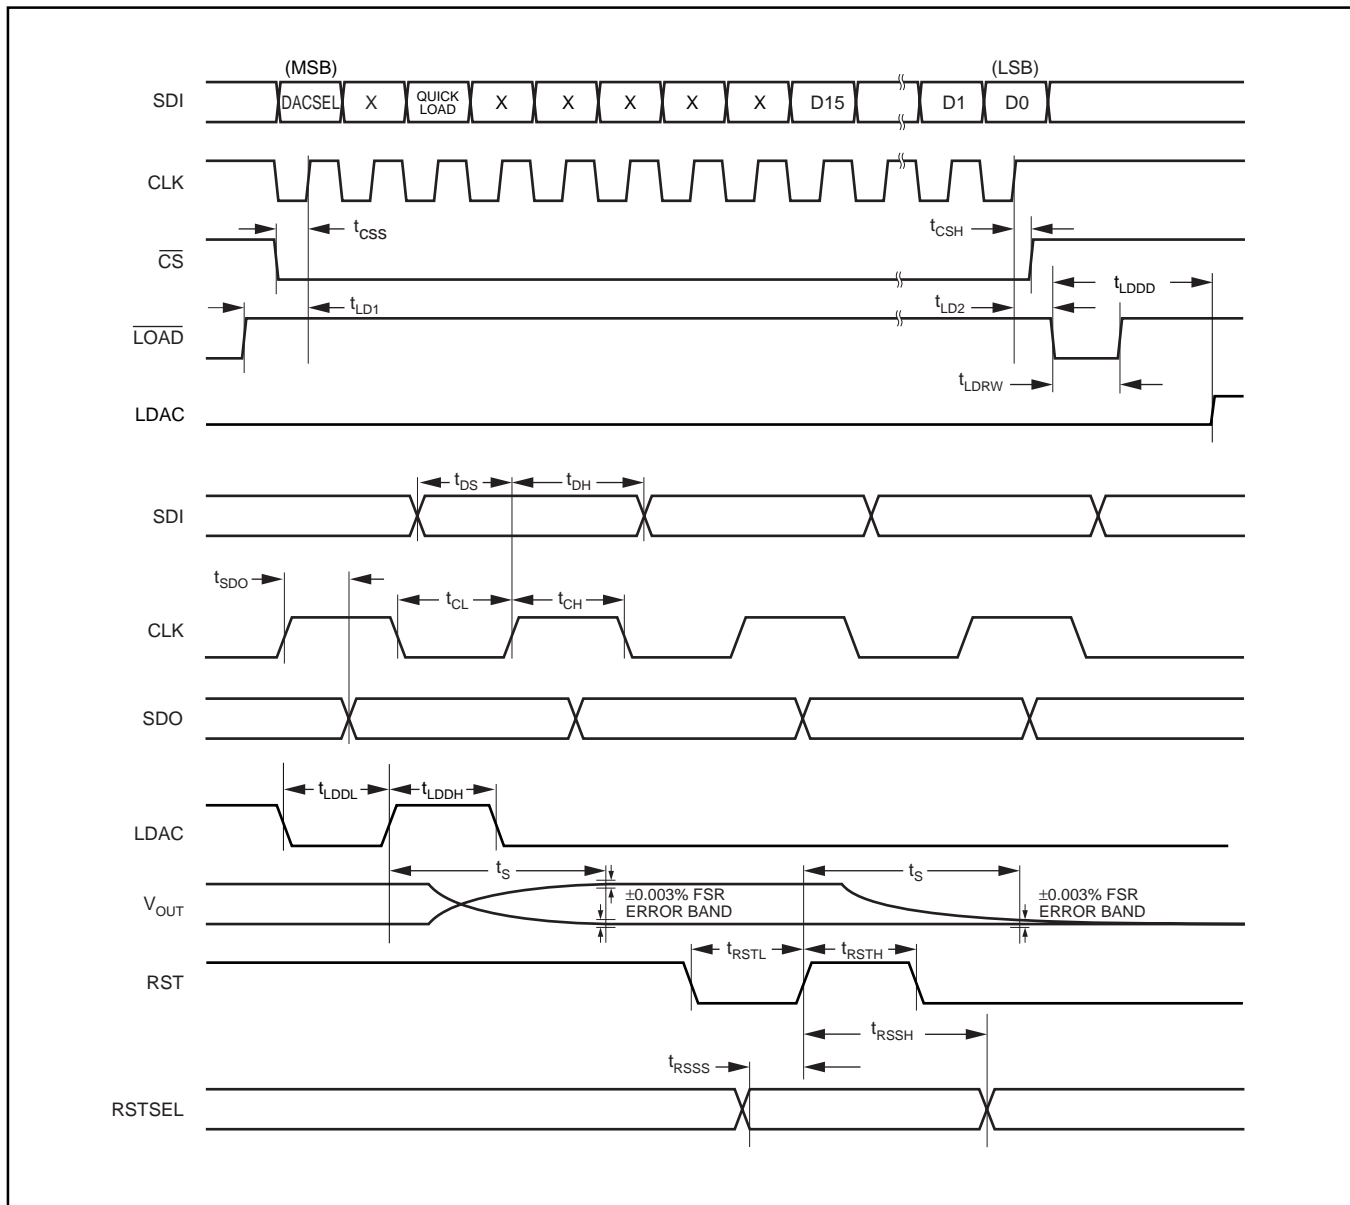 (MSB) (LSB)
SDI DACSEL X QUICK LOAD X X X X X D15 D1 D0
CLK
tCSS tCSH
CS
tLDDD
tLD1 tLD2
LOAD
tLDRW
LDAC
tDS tDH
SDI
tSDO
tCL tCH
CLK
SDO
tLDDL tLDDH
LDAC
tS tS
±0.003% FSR
ERROR BAND
±0.003% FSR
ERROR BAND
VOUT
tRSTL tRSTH
RST
tRSSH
tRSSS
RSTSEL